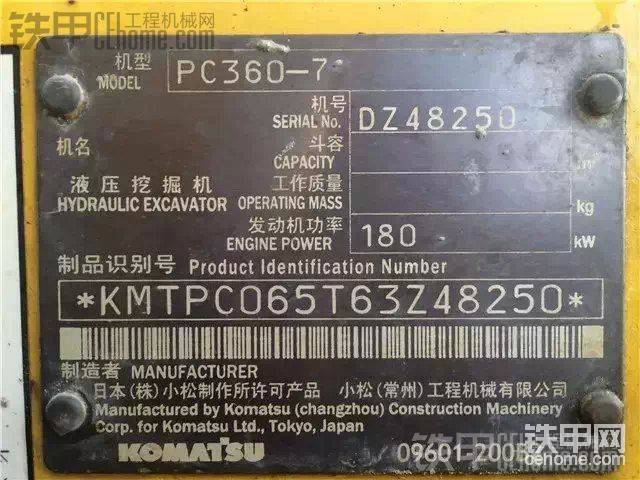 铁甲 工程机械网
cehome.com
机型
MODEL PC360-7
机号
SERIAL No. DZ48250
斗容
CAPACITY m³
机名
液压挖掘机 工作质量
HYDRAULIC EXCAVATOR OPERATING MASS kg
发动机功率
ENGINE POWER 180 kW
制品识别号 Product Identification Number
*KMTPC065T63Z48250*
制造者 MANUFACTURER
日本(株)小松制作所许可产品 小松(常州)工程机械有限公司
Manufactured by Komatsu (changzhou) Construction Machinery
Corp. for Komatsu Ltd., Tokyo, Japan
KOMATSU
铁甲网
cehome.com